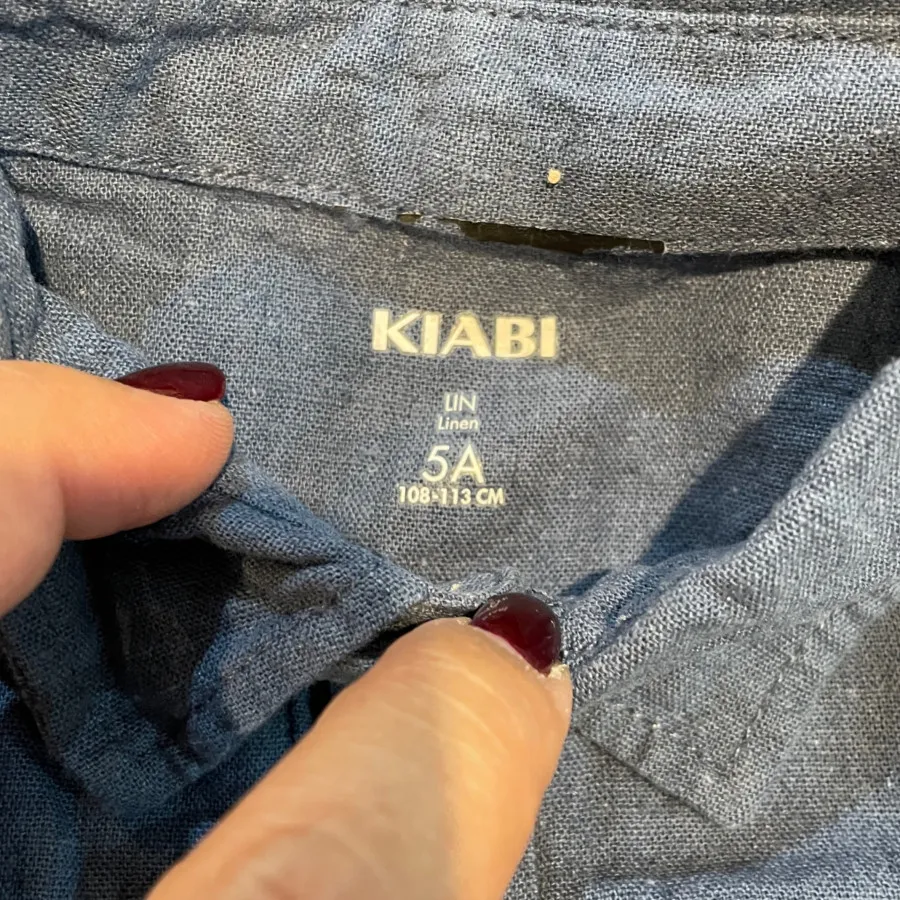 KIABI
LIN
Linen
5A
108-113 CM